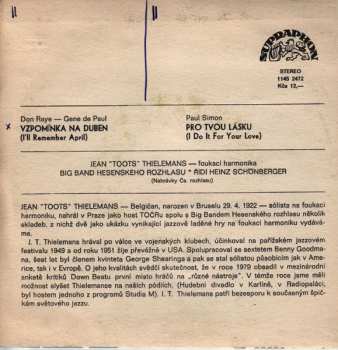 SUPRAPHON
STEREO
1143 2472
Kčs 12,—
Don Raye — Gene de Paul
VZPOMÍNKA NA DUBEN
(I'll Remember April)
Paul Simon
PRO TVOU LÁSKU
(I Do It For Your Love)
JEAN "TOOTS" THIELEMANS — foukací harmonika
BIG BAND HESENSKÉHO ROZHLASU * ŘÍDÍ HEINZ SCHÖNBERGER
(Nahrávky Čs. rozhlasu)
JEAN "TOOTS" THIELEMANS — Belgičan, narozen v Bruselu 29. 4. 1922 — sólista na foukací
harmoniku, nahrál v Praze jako host TOČRu spolu s Big Bandem Hesenského rozhlasu několik
skladeb, z nichž dvě jako ukázku vynikající jazzově laděné hry na foukací harmoniku vydává-
me.
J. T. Thielemans hrával po válce ve vojenských klubech, účinkoval na pařížském jazzovém
festivalu 1949 a od roku 1951 žije převážně v USA. Spolupracoval se sextetem Benny Goodma-
na, šest let byl členem kvinteta George Shearinga a pak se stal sólistou působícím jak v Ame-
rice, tak i v Evropě. O jeho kvalitách svědčí skutečnost, že v roce 1979 obsadil v mezinárodní
anketě kritiků Down Beatu první místo hráčů na „různé nástroje". V témže roce jsme měli
možnost slyšet Thielemanse na našich pódiích, (Hudební divadlo v Karlíně, v Radiopaláci;
byl hostem jednoho z programů Studia M). J. T. Thielemans patří bezesporu k současným špič-
kám světového jazzu.